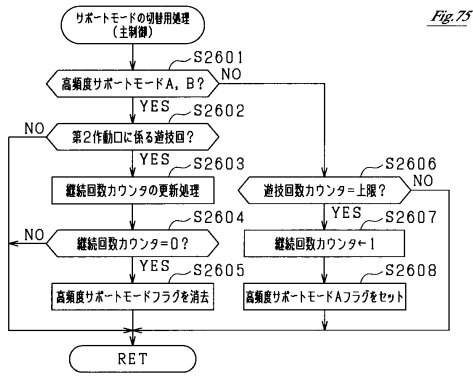 Fig.75
サポートモードの切替用処理
(主制御)
S2601
高頻度サポートモードA,B?
NO
YES
S2602
NO
第2作動口に係る遊技回?
YES
S2603
継続回数カウンタの更新処理
S2604
NO
継続回数カウンタ=0?
YES
S2605
高頻度サポートモードフラグを消去
S2606
遊技回数カウンタ=上限?
NO
YES
S2607
継続回数カウンタ←1
S2608
高頻度サポートモードAフラグをセット
RET